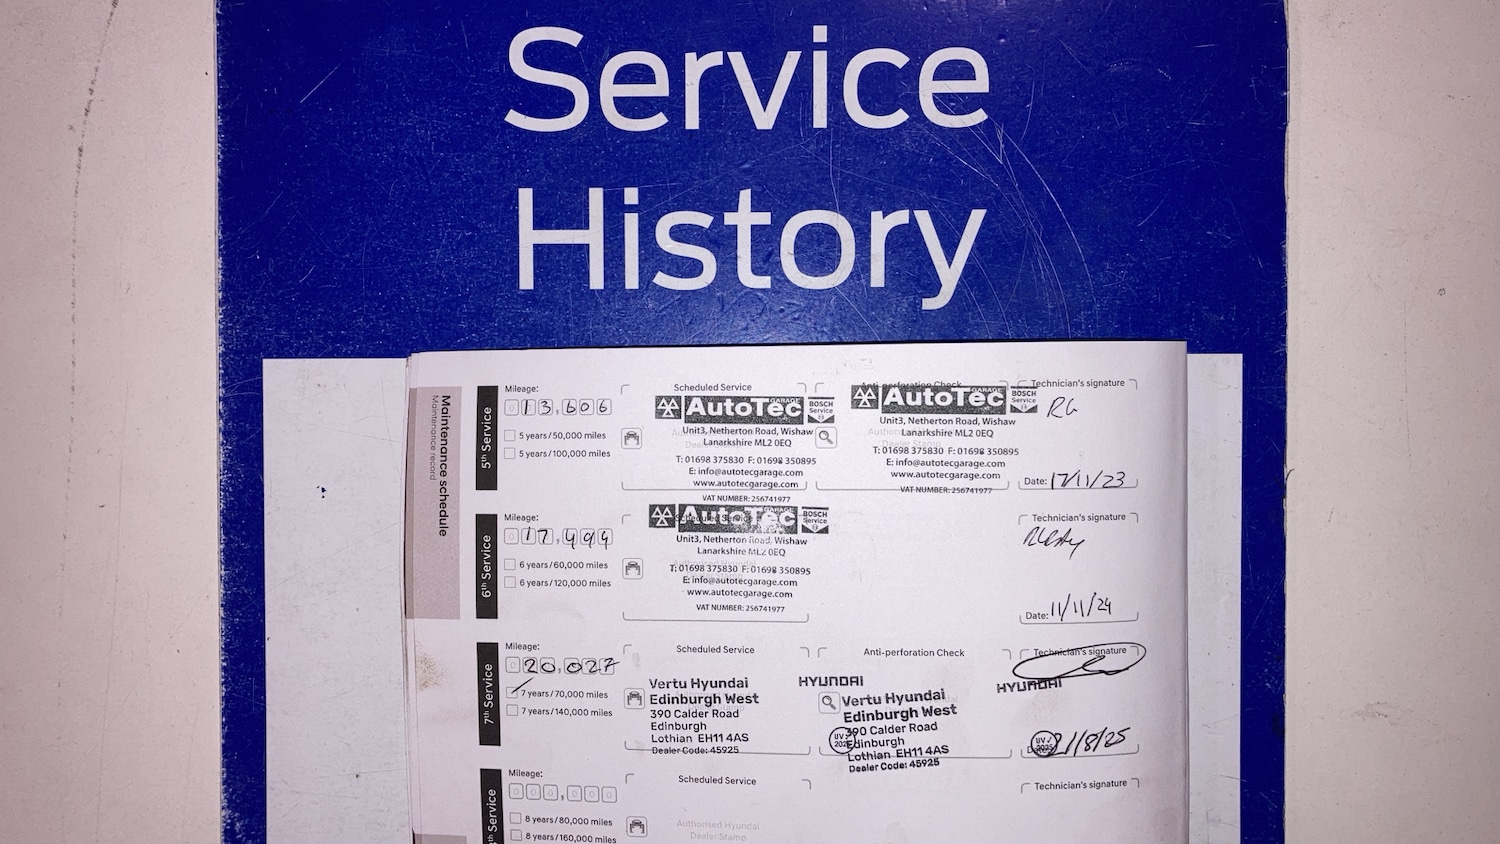 Service
History
Maintenance schedule
Maintenance record
5th Service
Mileage:
13,606
5 years/50,000 miles
5 years/100,000 miles
Scheduled Service
AutoTec
GARAGE
BOSCH
Service
Unit3, Netherton Road, Wishaw
Lanarkshire ML2 0EQ
T: 01698 375830 F: 01698 350895
E: info@autotecgarage.com
www.autotecgarage.com
VAT NUMBER: 256741977
Anti-perforation Check
AutoTec
GARAGE
BOSCH
Service
Unit3, Netherton Road, Wishaw
Lanarkshire ML2 0EQ
T: 01698 375830 F: 01698 350895
E: info@autotecgarage.com
www.autotecgarage.com
VAT NUMBER: 256741977
Technician's signature
RG
Date: 17/11/23
6th Service
Mileage:
17,494
6 years/60,000 miles
6 years/120,000 miles
Scheduled Service
AutoTec
GARAGE
BOSCH
Service
Unit3, Netherton Road, Wishaw
Lanarkshire ML2 0EQ
T: 01698 375830 F: 01698 350895
E: info@autotecgarage.com
www.autotecgarage.com
VAT NUMBER: 256741977
Technician's signature
Date: 11/11/24
7th Service
Mileage:
020,027
7 years/70,000 miles
7 years/140,000 miles
Scheduled Service
HYUNDAI
Vertu Hyundai
Edinburgh West
390 Calder Road
Edinburgh
Lothian EH11 4AS
Dealer Code: 45925
Anti-perforation Check
HYUNDAI
Vertu Hyundai
Edinburgh West
390 Calder Road
Edinburgh
Lothian EH11 4AS
Dealer Code: 45925
Technician's signature
21/8/25
Service
Mileage:
000,000
8 years/80,000 miles
8 years/160,000 miles
Scheduled Service
Authorised Hyundai
Dealer Stamp
Technician's signature